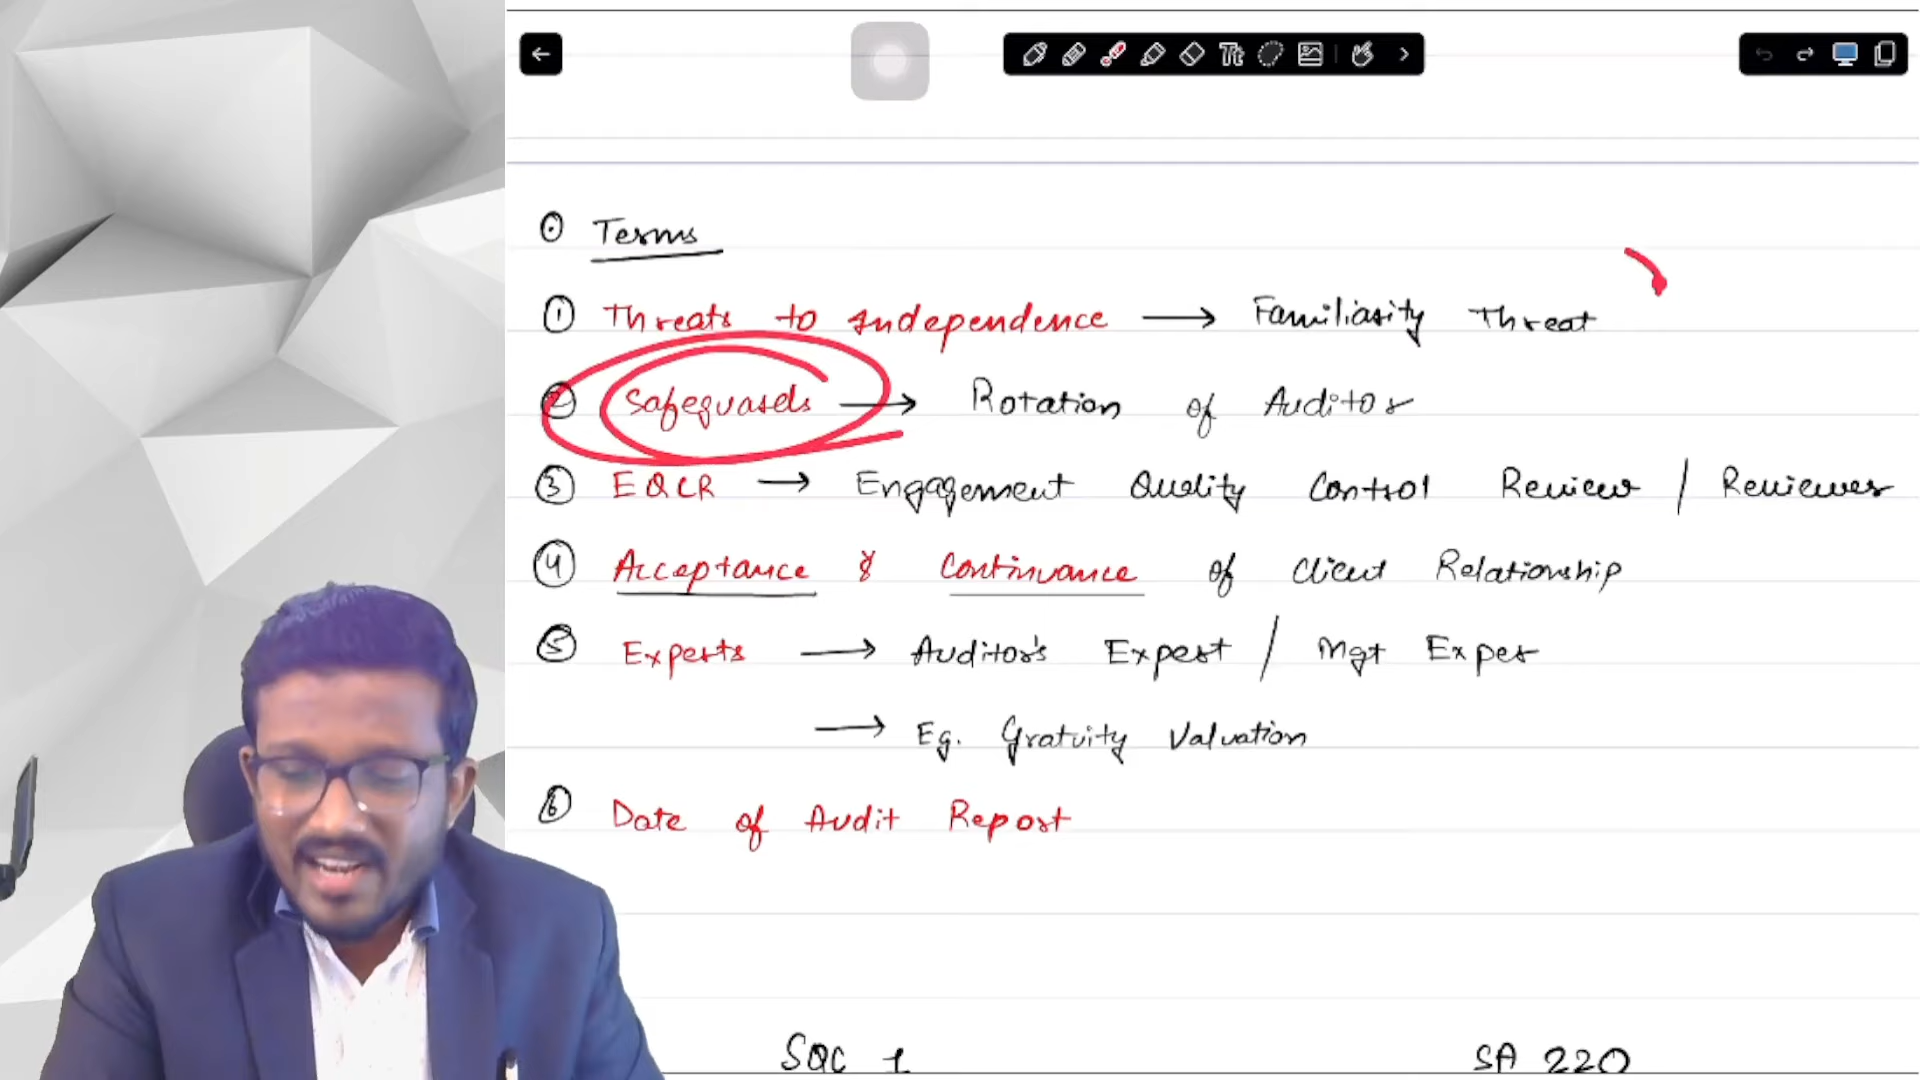 Terms
① Threats to Independence → Familiarity Threat
② Safeguards → Rotation of Auditor
③ EQCR → Engagement Quality Control Review / Reviewer
④ Acceptance & Continuance of Client Relationship
⑤ Experts → Auditor's Expert / Mgt Exper
→ Eg. Gratuity Valuation
⑥ Date of Audit Report
SQC 1 SA 220